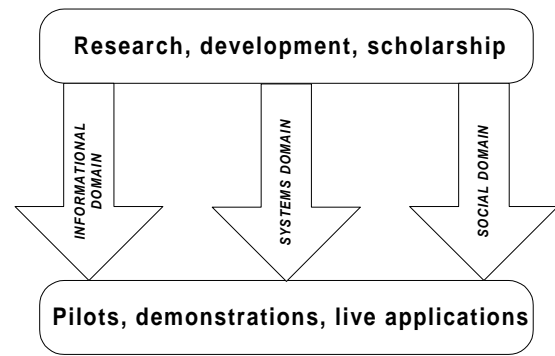 Research, development, scholarship
INFORMATIONAL
DOMAIN
SYSTEMS DOMAIN
SOCIAL DOMAIN
Pilots, demonstrations, live applications